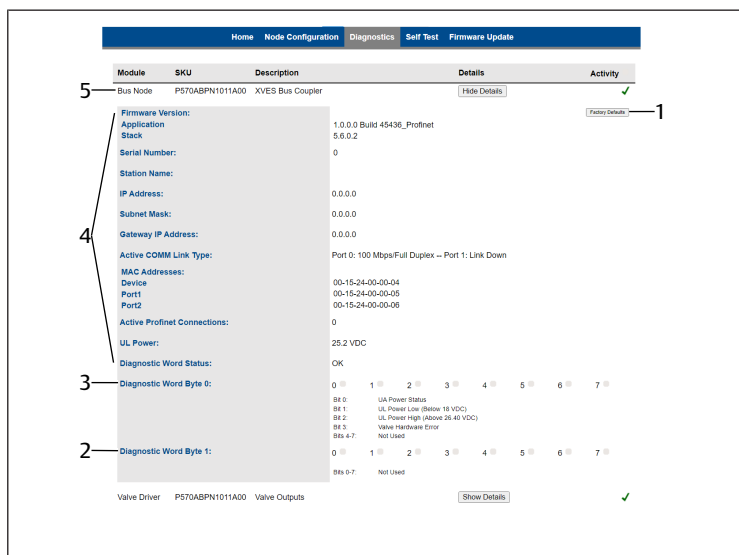 Home Node Configuration Diagnostics Self Test Firmware Update
Module SKU Description Details Activity
5 Bus Node P570ABPN1011A00 XVES Bus Coupler Hide Details
Firmware Version: Factory Defaults 1
Application 1.0.0.0 Build 45436_Profinet
Stack 5.6.0.2
Serial Number: 0
Station Name:
IP Address: 0.0.0.0
Subnet Mask: 0.0.0.0
4 Gateway IP Address: 0.0.0.0
Active COMM Link Type: Port 0: 100 Mbps/Full Duplex -- Port 1: Link Down
MAC Addresses:
Device 00-15-24-00-00-04
Port1 00-15-24-00-00-05
Port2 00-15-24-00-00-06
Active Profinet Connections: 0
UL Power: 25.2 VDC
Diagnostic Word Status: OK
3 Diagnostic Word Byte 0: 0 1 2 3 4 5 6 7
Bit 0: UA Power Status
Bit 1: UL Power Low (Below 18 VDC)
Bit 2: UL Power High (Above 26.40 VDC)
Bit 3: Valve Hardware Error
Bits 4-7: Not Used
2 Diagnostic Word Byte 1: 0 1 2 3 4 5 6 7
Bits 0-7: Not Used
Valve Driver P570ABPN1011A00 Valve Outputs Show Details